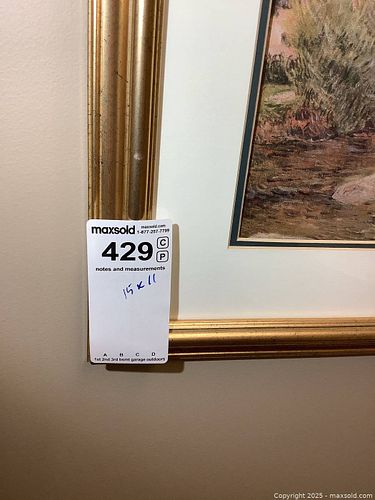 maxsold
maxsold.com
1-877-257-7799
429
C
P
notes and measurements
15 x 11
A B C D
1st 2nd 3rd bsmt garage outdoors
Copyright © 2025 - maxsold.com